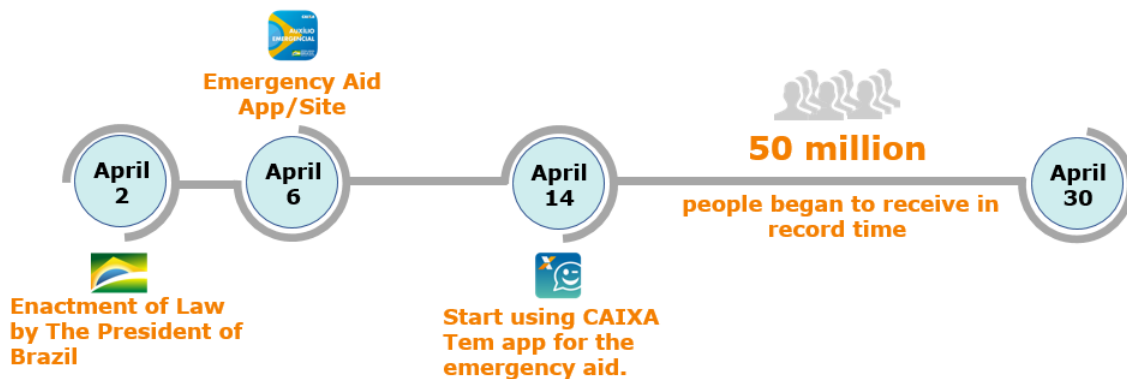 AUXÍLIO
EMERGENCIAL
Emergency Aid
App/Site
April
2
April
6
April
14
50 million
people began to receive in
record time
April
30
Enactment of Law
by The President of
Brazil
X
Start using CAIXA
Tem app for the
emergency aid.